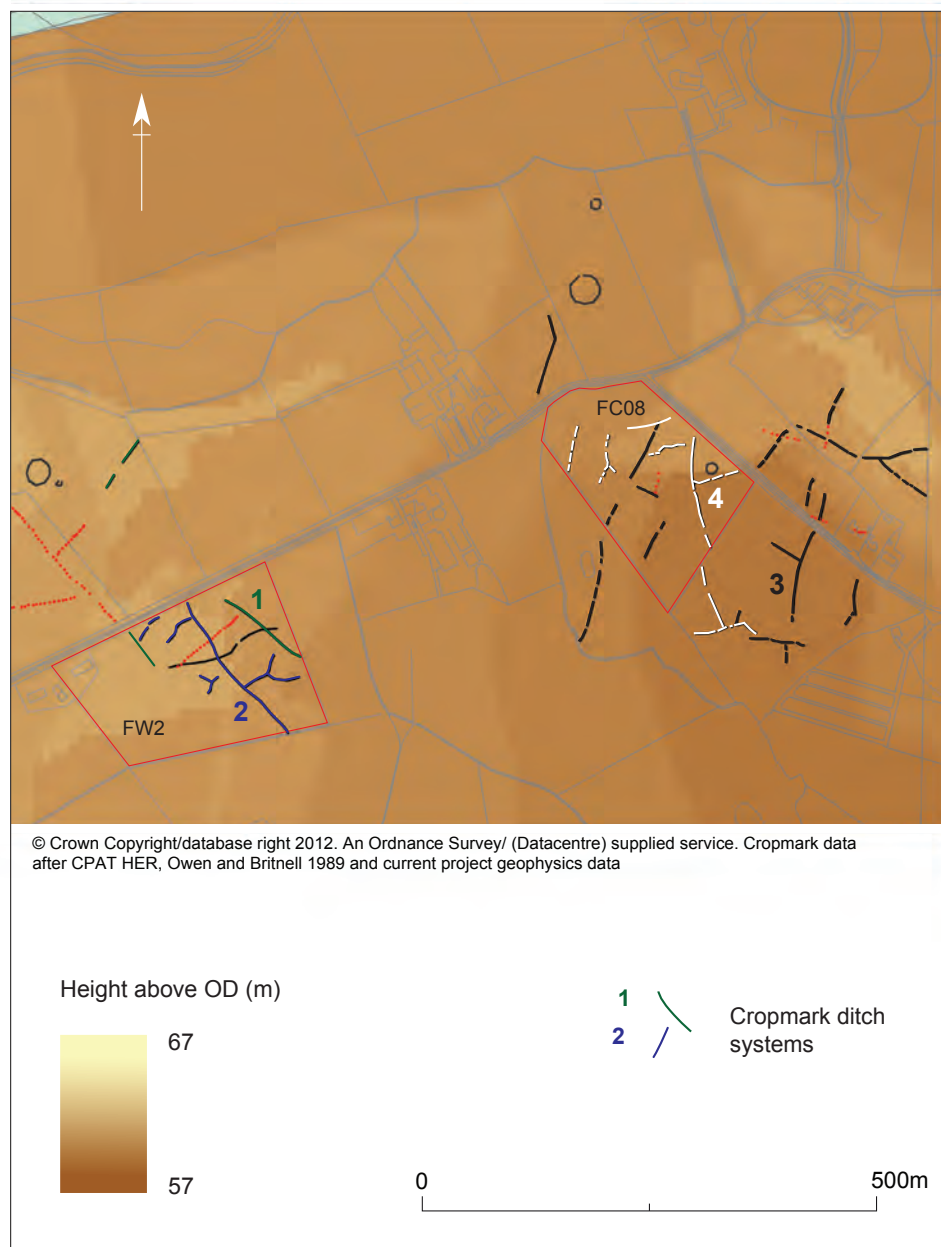 FC08
4
3
1
2
FW2
© Crown Copyright/database right 2012. An Ordnance Survey/ (Datacentre) supplied service. Cropmark data
after CPAT HER, Owen and Britnell 1989 and current project geophysics data
Height above OD (m)
67
57
1
2
Cropmark ditch
systems
0
500m